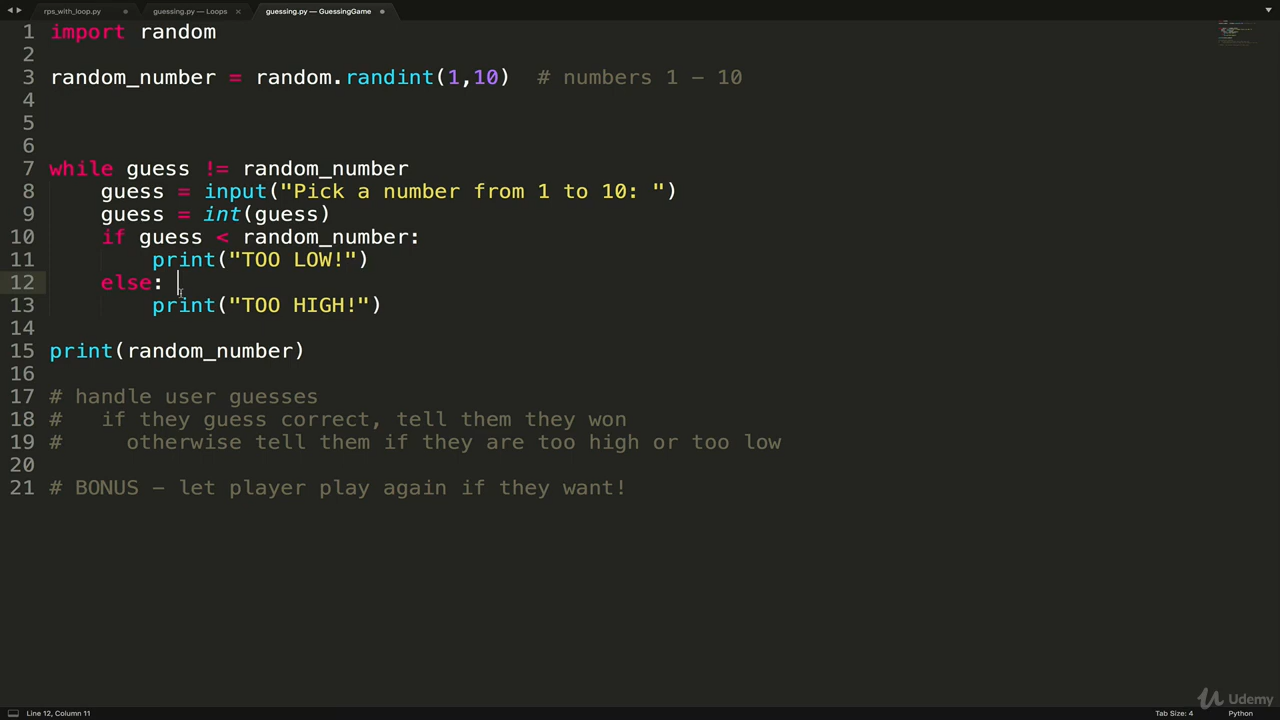 rps_with_loop.py
guessing.py — Loops
guessing.py — GuessingGame
1 import random
2
3 random_number = random.randint(1,10)  # numbers 1 – 10
4
5
6
7 while guess != random_number
8     guess = input("Pick a number from 1 to 10: ")
9     guess = int(guess)
10     if guess < random_number:
11         print("TOO LOW!")
12     else:
13         print("TOO HIGH!")
14
15 print(random_number)
16
17 # handle user guesses
18 #   if they guess correct, tell them they won
19 #     otherwise tell them if they are too high or too low
20
21 # BONUS – let player play again if they want!
Udemy
Line 12, Column 11
Tab Size: 4
Python